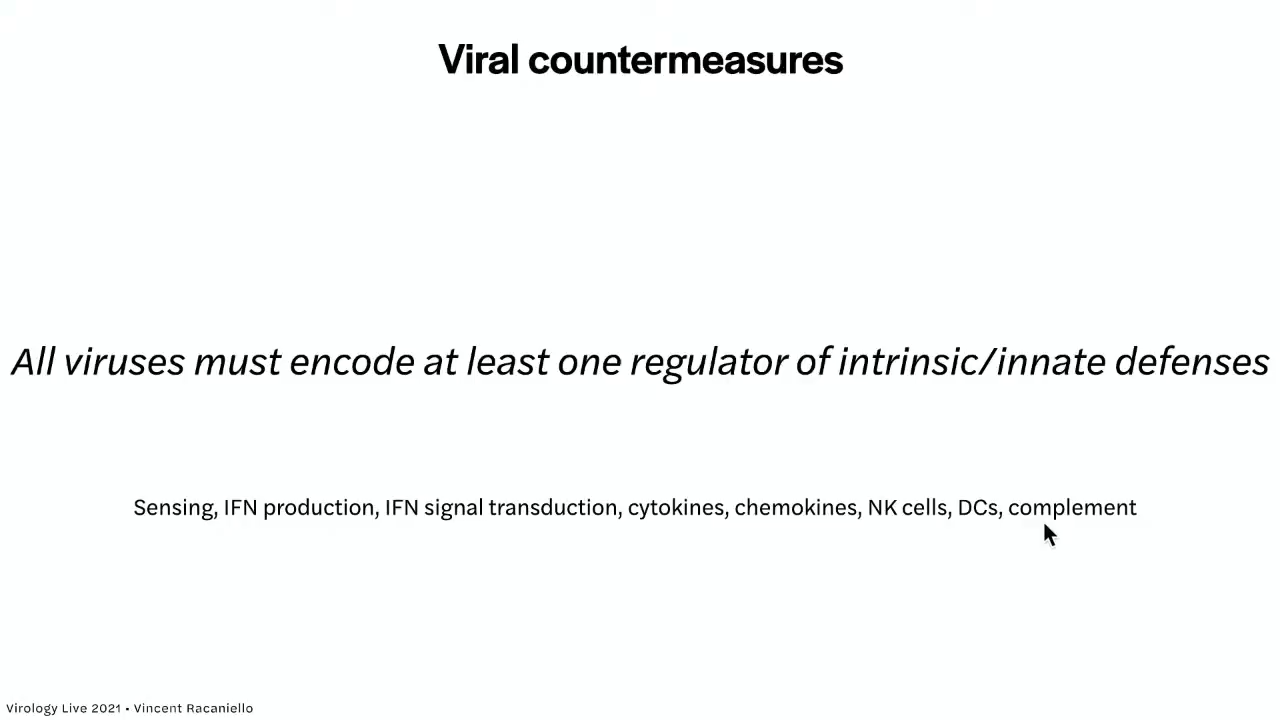 Viral countermeasures
All viruses must encode at least one regulator of intrinsic/innate defenses
Sensing, IFN production, IFN signal transduction, cytokines, chemokines, NK cells, DCs, complement
Virology Live 2021 • Vincent Racaniello